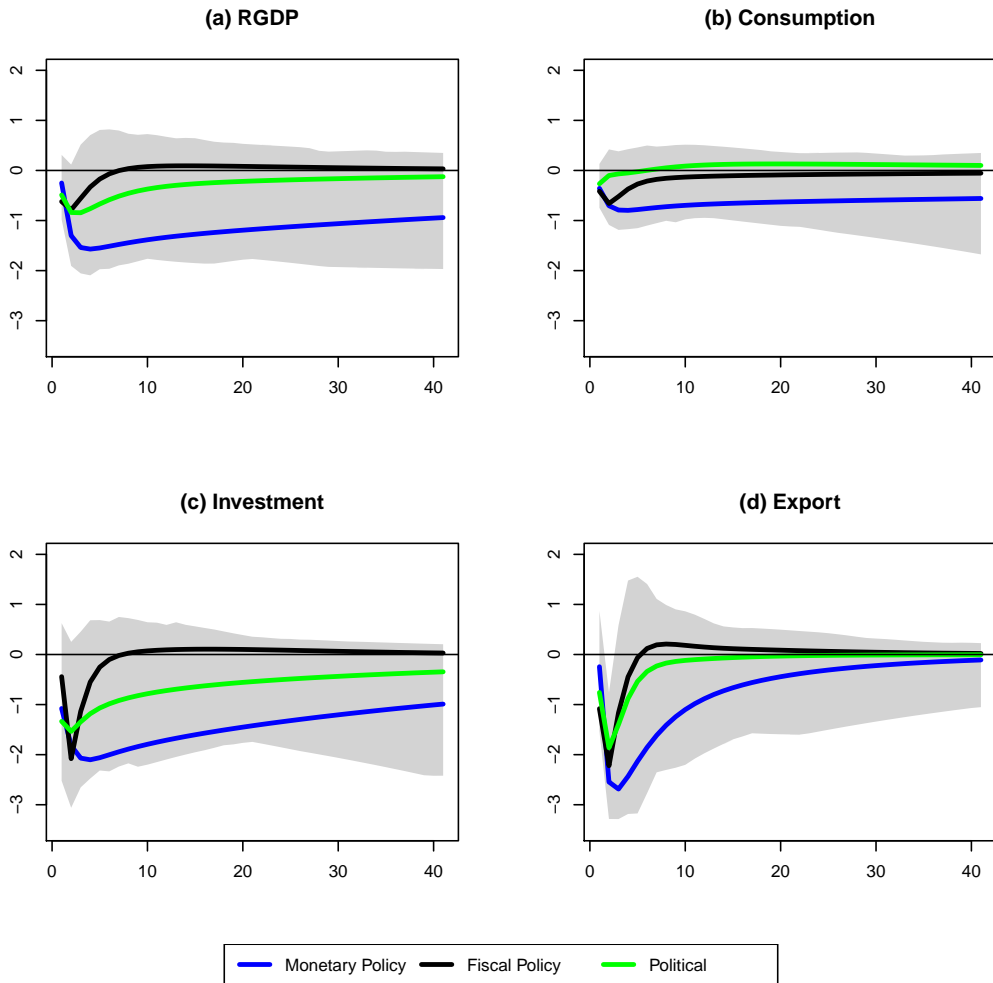 (a) RGDP
2
1
0
−1
−2
−3
0 10 20 30 40
(b) Consumption
2
1
0
−1
−2
−3
0 10 20 30 40
(c) Investment
2
1
0
−1
−2
−3
0 10 20 30 40
(d) Export
2
1
0
−1
−2
−3
0 10 20 30 40
Monetary Policy Fiscal Policy Political